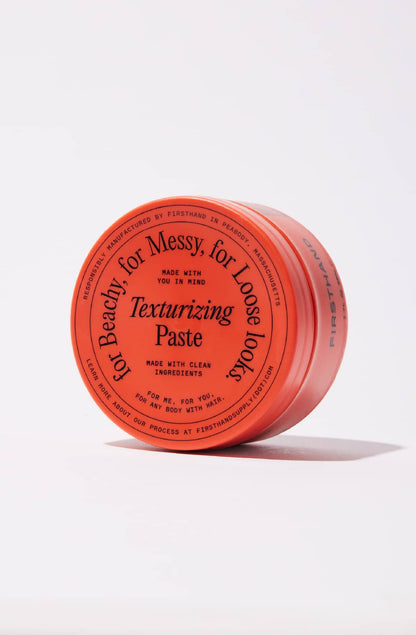 RESPONSIBLY MANUFACTURED BY FIRSTHAND IN PEABODY, MASSACHUSETTS
for Beachy, for Messy, for Loose looks,
MADE WITH
YOU IN MIND
Texturizing
Paste
MADE WITH CLEAN
INGREDIENTS
FOR ME, FOR YOU,
FOR ANY BODY WITH HAIR.
LEARN MORE ABOUT OUR PROCESS AT FIRSTHANDSUPPLY(DOT)COM
FIRSTHAND